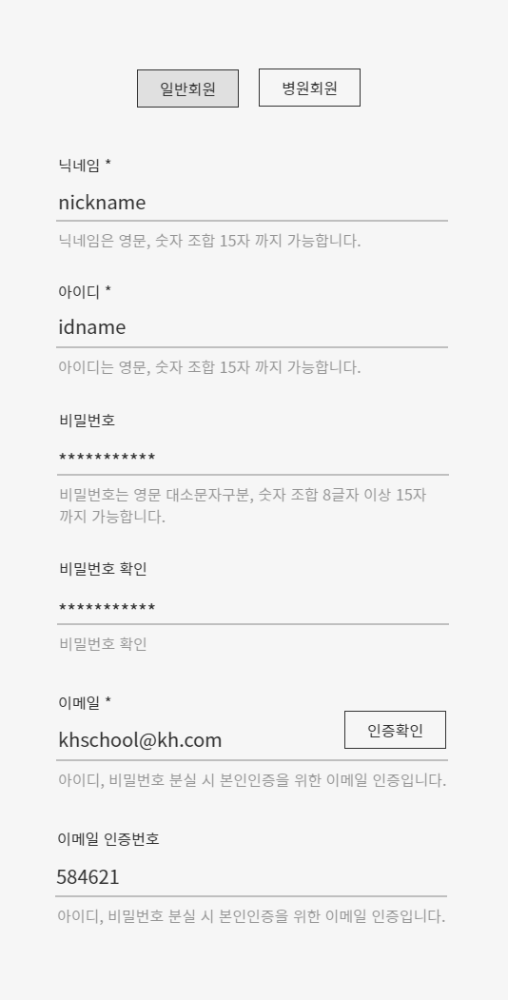 일반회원 병원회원
닉네임 *
nickname
닉네임은 영문, 숫자 조합 15자 까지 가능합니다.
아이디 *
idname
아이디는 영문, 숫자 조합 15자 까지 가능합니다.
비밀번호
***********
비밀번호는 영문 대소문자구분, 숫자 조합 8글자 이상 15자
까지 가능합니다.
비밀번호 확인
***********
비밀번호 확인
이메일 *
khschool@kh.com 인증확인
아이디, 비밀번호 분실 시 본인인증을 위한 이메일 인증입니다.
이메일 인증번호
584621
아이디, 비밀번호 분실 시 본인인증을 위한 이메일 인증입니다.